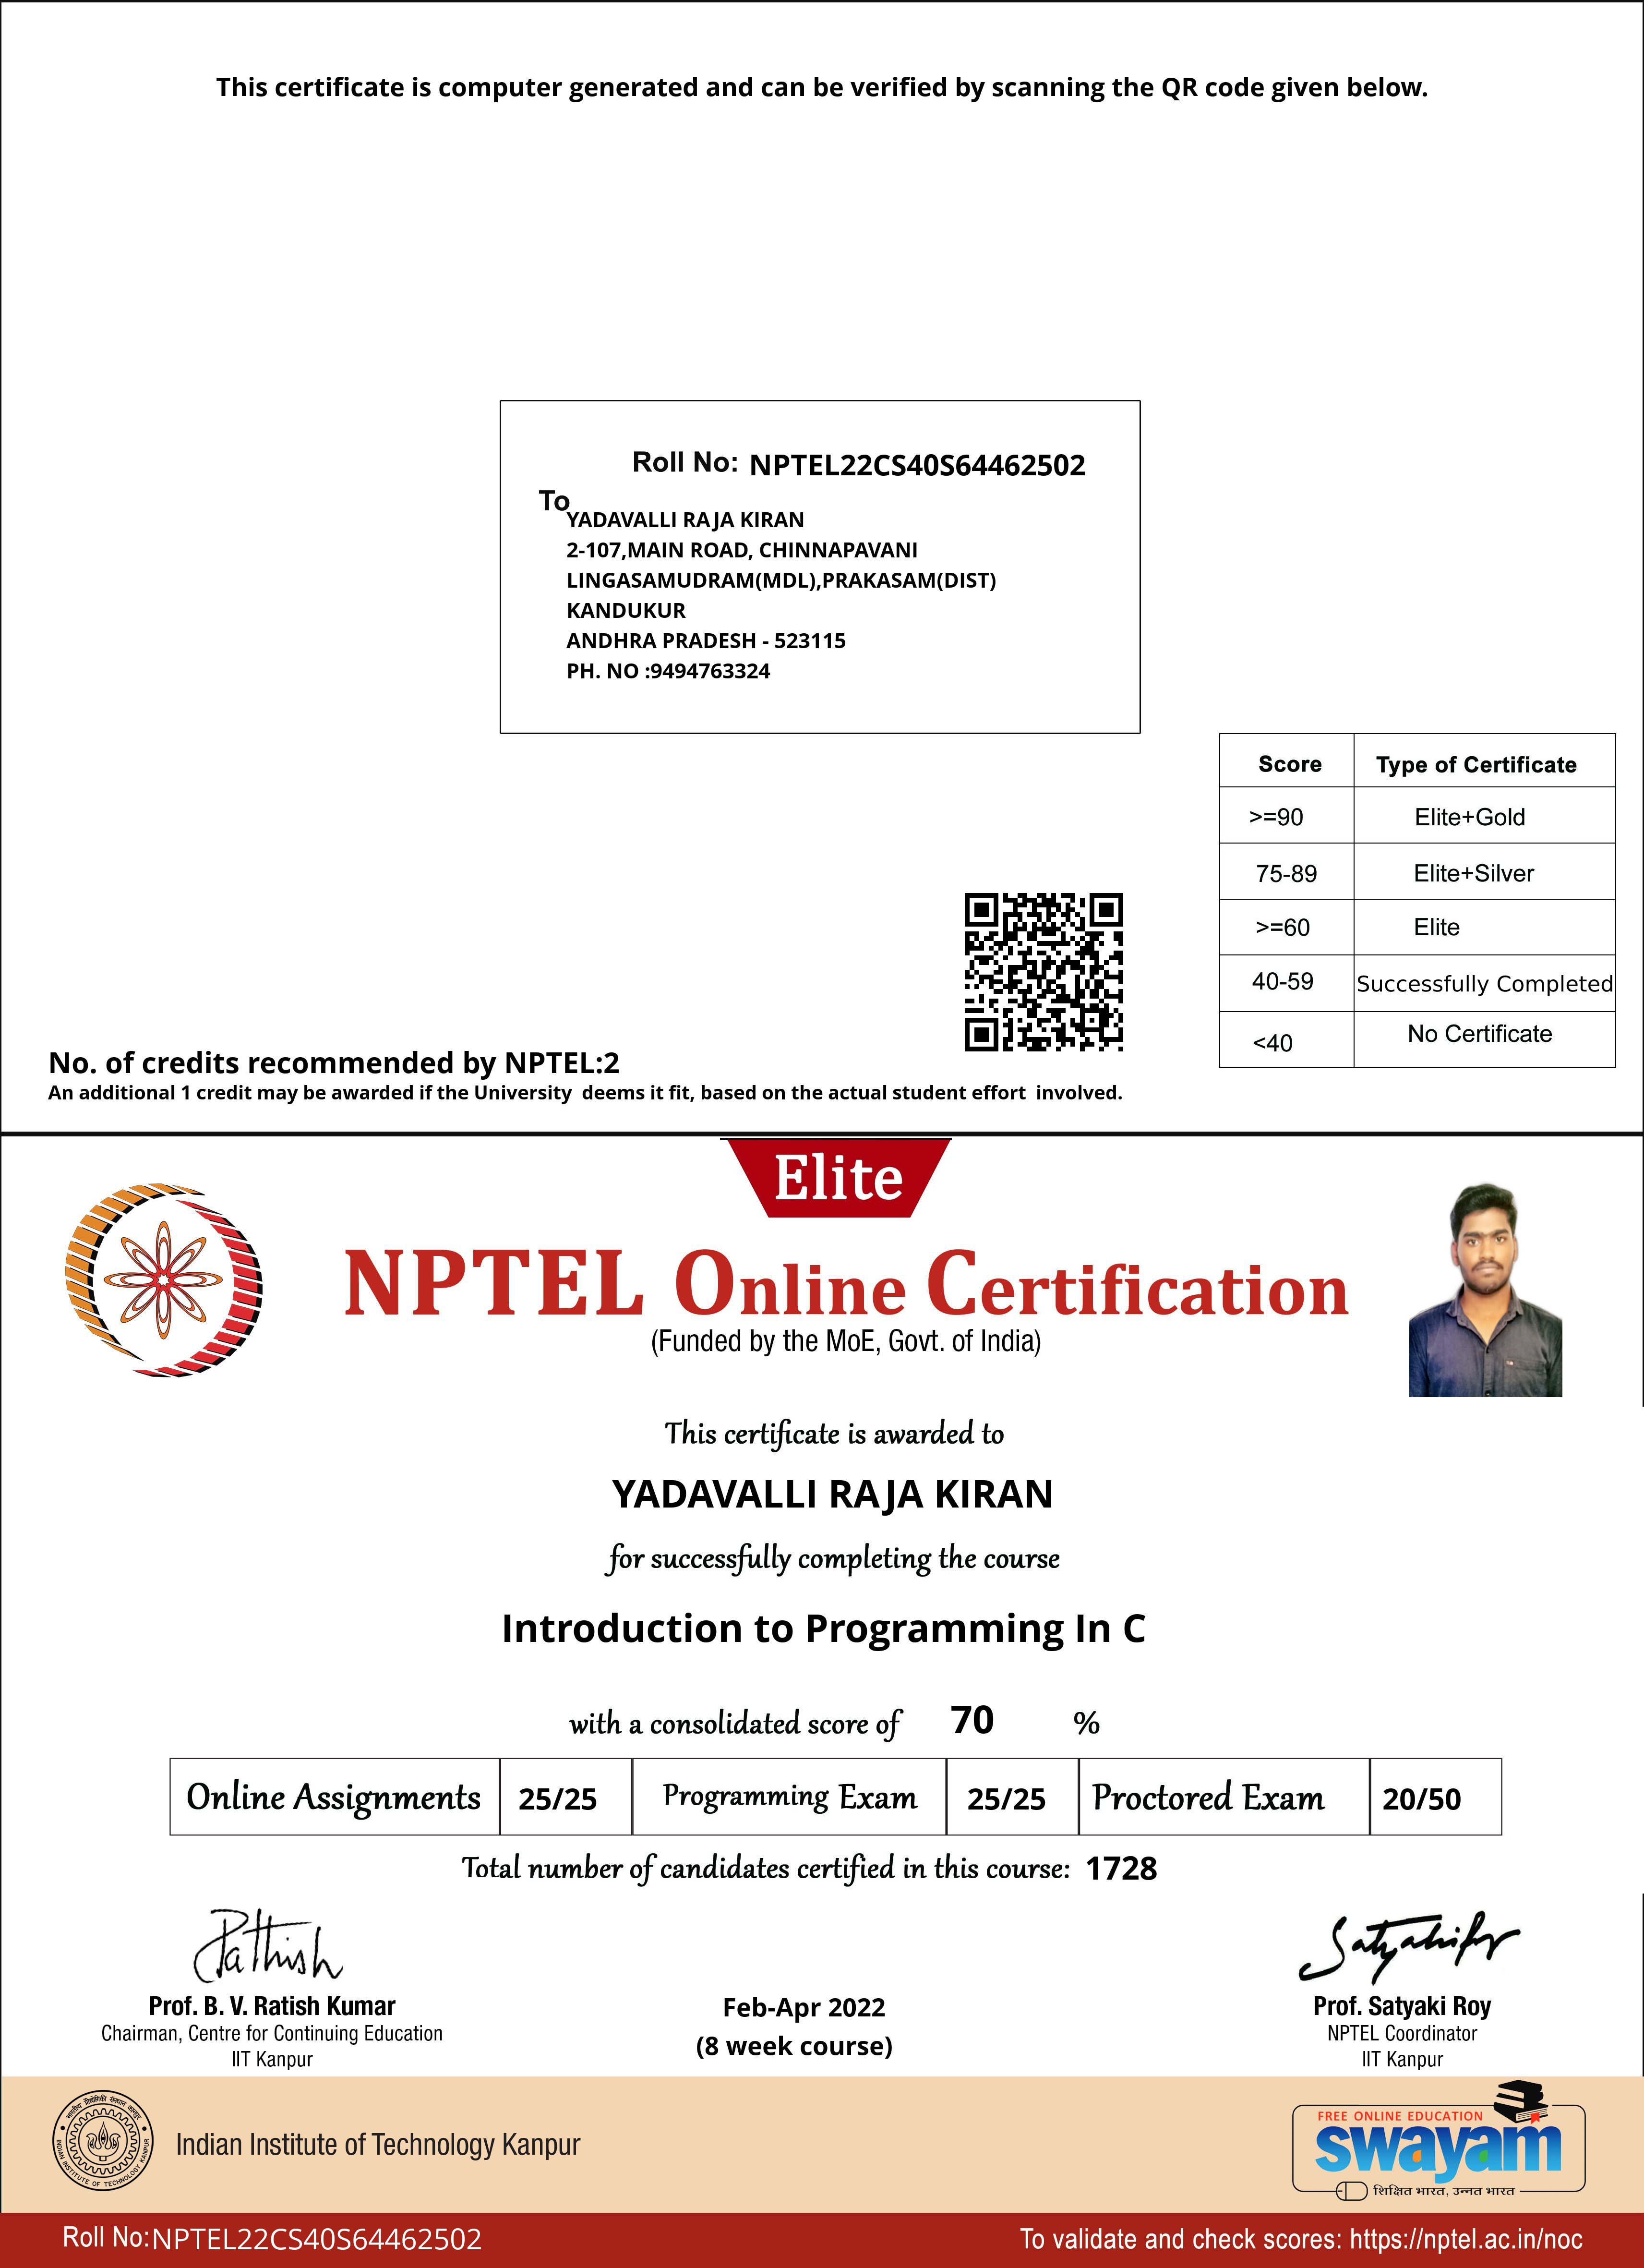 This certificate is computer generated and can be verified by scanning the QR code given below.
Roll No: NPTEL22CS40S64462502
To
YADAVALLI RAJA KIRAN
2-107,MAIN ROAD, CHINNAPAVANI
LINGASAMUDRAM(MDL),PRAKASAM(DIST)
KANDUKUR
ANDHRA PRADESH - 523115
PH. NO :9494763324
Score Type of Certificate
>=90 Elite+Gold
75-89 Elite+Silver
>=60 Elite
40-59 Successfully Completed
<40 No Certificate
No. of credits recommended by NPTEL:2
An additional 1 credit may be awarded if the University deems it fit, based on the actual student effort involved.
Elite
NPTEL Online Certification
(Funded by the MoE, Govt. of India)
This certificate is awarded to
YADAVALLI RAJA KIRAN
for successfully completing the course
Introduction to Programming In C
with a consolidated score of 70 %
Online Assignments 25/25 Programming Exam 25/25 Proctored Exam 20/50
Total number of candidates certified in this course: 1728
Prof. B. V. Ratish Kumar
Chairman, Centre for Continuing Education
IIT Kanpur
Feb-Apr 2022
(8 week course)
Prof. Satyaki Roy
NPTEL Coordinator
IIT Kanpur
INDIAN INSTITUTE OF TECHNOLOGY KANPUR
Indian Institute of Technology Kanpur
FREE ONLINE EDUCATION
swayam
शिक्षित भारत, उन्नत भारत
Roll No:NPTEL22CS40S64462502
To validate and check scores: https://nptel.ac.in/noc